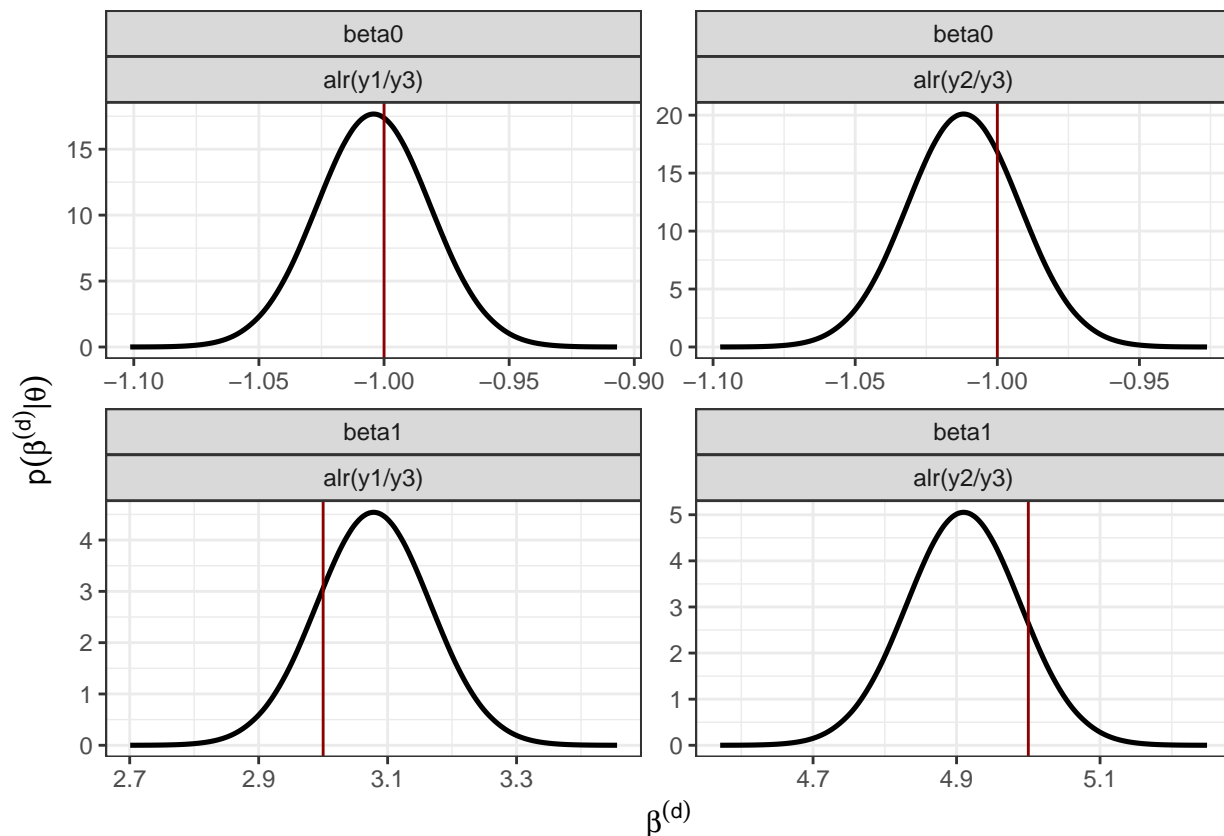 beta0
alr(y1/y3)
15
10
5
0
−1.10 −1.05 −1.00 −0.95 −0.90
beta0
alr(y2/y3)
20
15
10
5
0
−1.10 −1.05 −1.00 −0.95
beta1
alr(y1/y3)
4
3
2
1
0
2.7 2.9 3.1 3.3
beta1
alr(y2/y3)
5
4
3
2
1
0
4.7 4.9 5.1
p(β⁽ᵈ⁾|θ)
β⁽ᵈ⁾